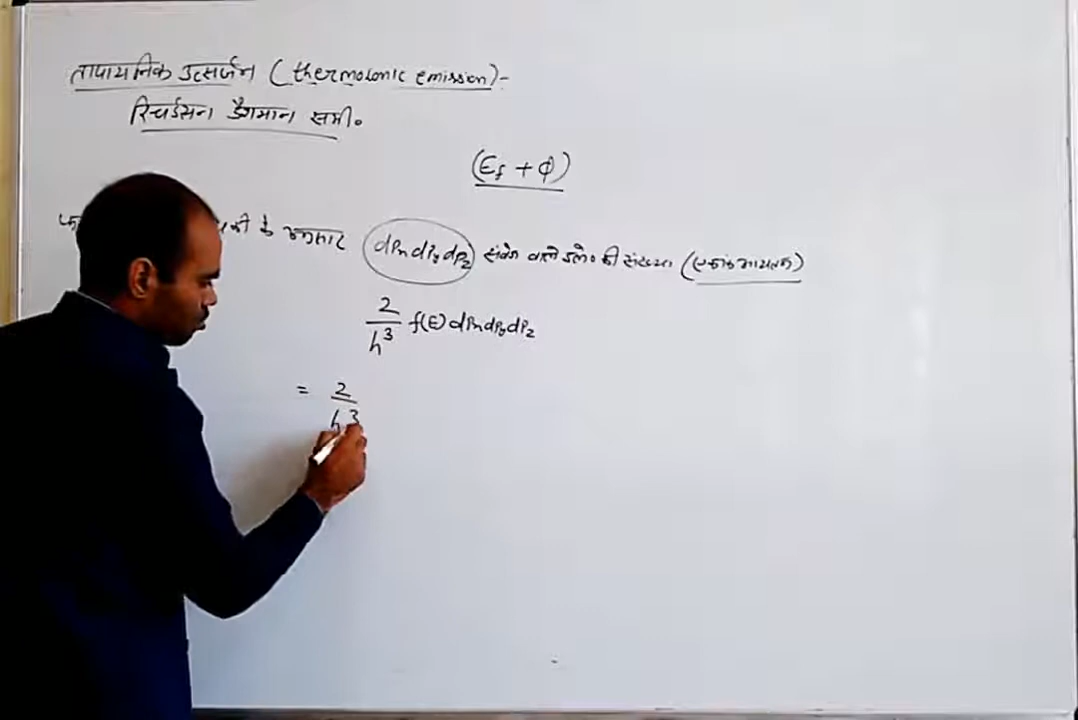 तापायनिक उत्सर्जन (thermoionic emission)-
रिचर्डसन डैशमान समी०
(Ef + φ)
की के अनुसार dPx dPy dPz संवेग वाले इले० की संख्या (एकांक आयतन)
2/h³ f(E) dPx dPy dPz
= 2/h³